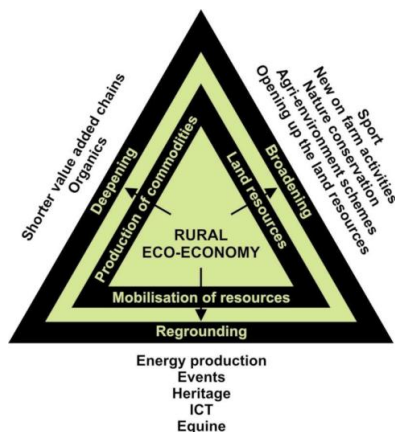 Shorter value added chains
Organics
Deepening
Production of commodities
Sport
New on farm activities
Nature conservation
Agri-environment schemes
Opening up the land resources
Broadening
Land resources
RURAL
ECO-ECONOMY
Mobilisation of resources
Regrounding
Energy production
Events
Heritage
ICT
Equine